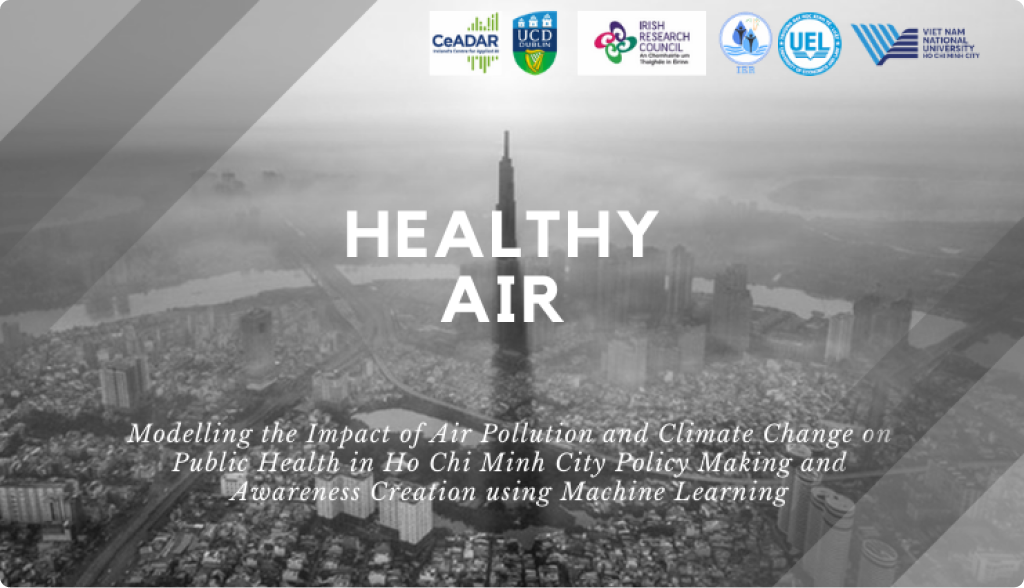 CeADAR
Ireland's Centre for Applied AI
UCD
DUBLIN
IRISH
RESEARCH
COUNCIL
An Chomhairle um
Thaighde in Éirinn
IER
UEL
VIET NAM
NATIONAL
UNIVERSITY
HO CHI MINH CITY
HEALTHY
AIR
Modelling the Impact of Air Pollution and Climate Change on
Public Health in Ho Chi Minh City Policy Making and
Awareness Creation using Machine Learning